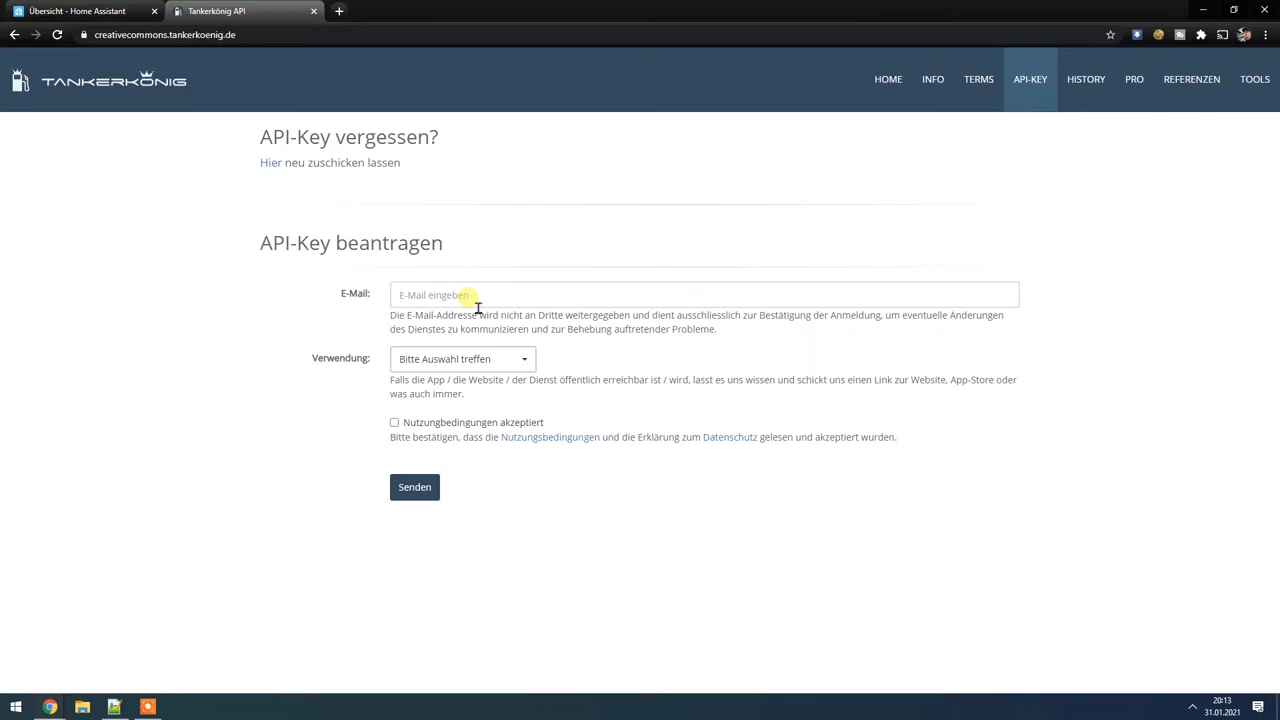 Übersicht - Home Assistant
Tankerkönig API
creativecommons.tankerkoenig.de
TANKERKÖNIG
HOME INFO TERMS API-KEY HISTORY PRO REFERENZEN TOOLS
API-Key vergessen?
Hier neu zuschicken lassen
API-Key beantragen
E-Mail:
E-Mail eingeben
Die E-Mail-Addresse wird nicht an Dritte weitergegeben und dient ausschliesslich zur Bestätigung der Anmeldung, um eventuelle Änderungen
des Dienstes zu kommunizieren und zur Behebung auftretender Probleme.
Verwendung:
Bitte Auswahl treffen
Falls die App / die Website / der Dienst öffentlich erreichbar ist / wird, lasst es uns wissen und schickt uns einen Link zur Website, App-Store oder
was auch immer.
Nutzungbedingungen akzeptiert
Bitte bestätigen, dass die Nutzungsbedingungen und die Erklärung zum Datenschutz gelesen und akzeptiert wurden.
Senden
20:13
31.01.2021